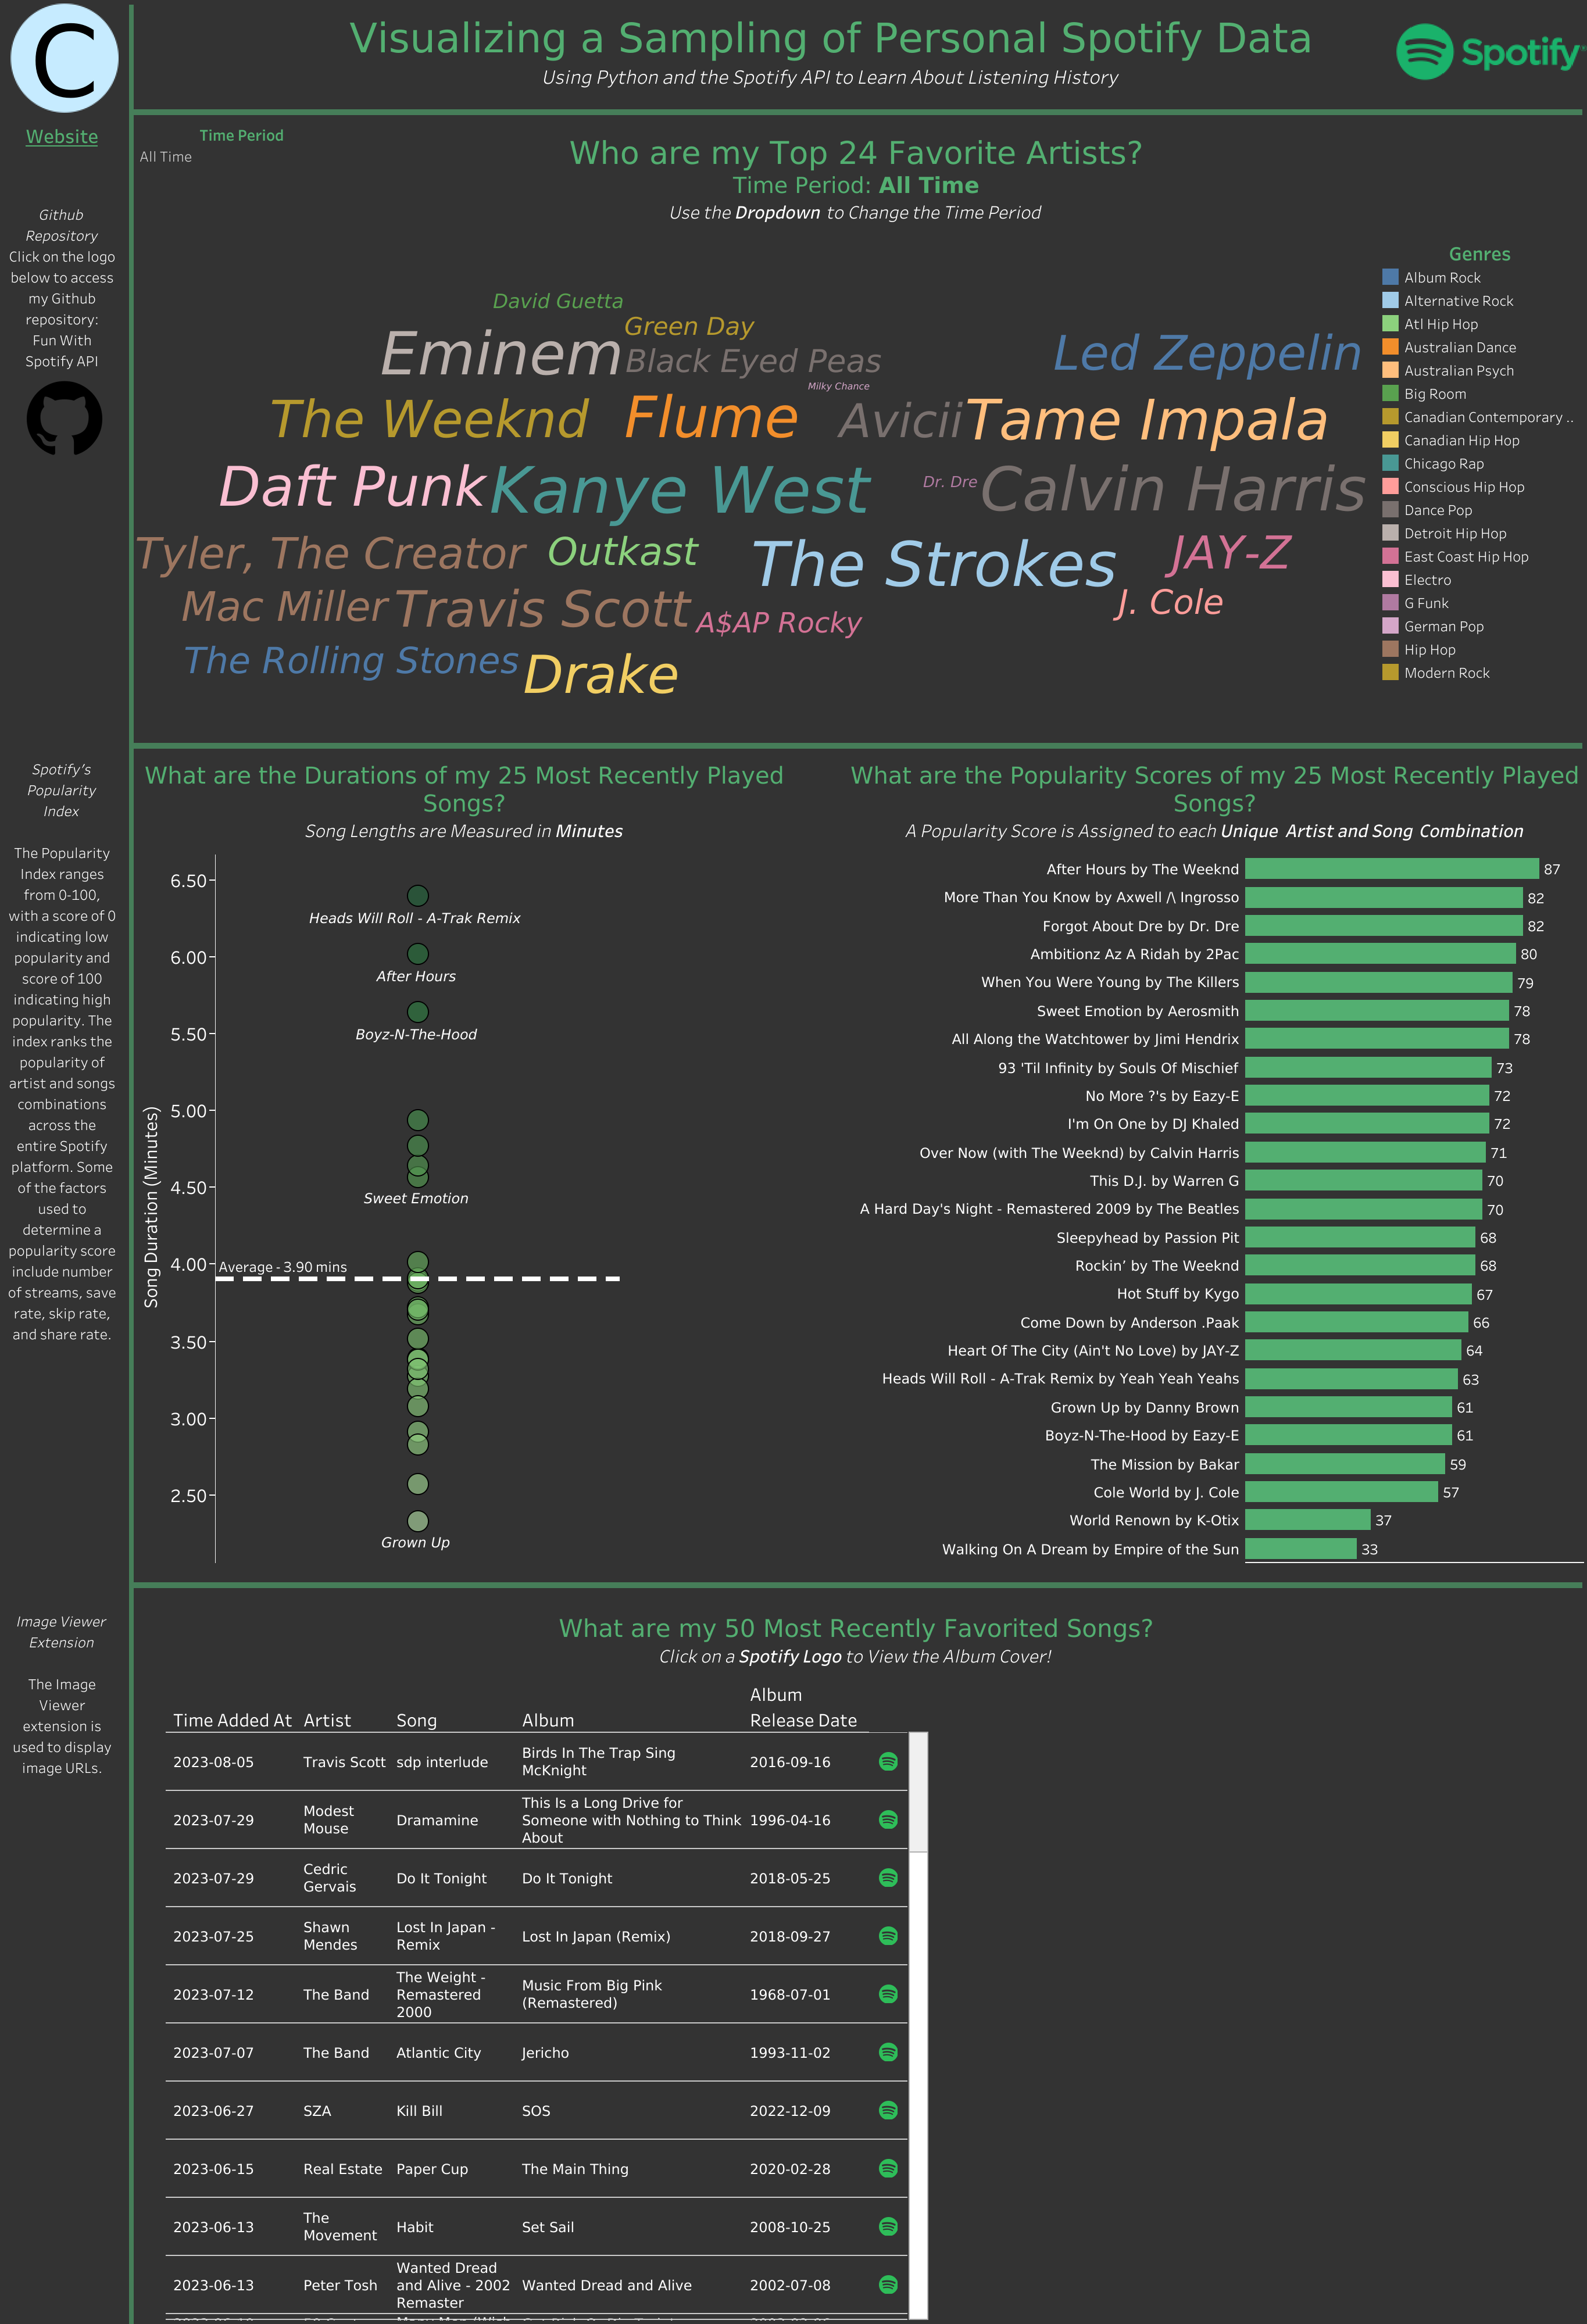 C
Website
Github
Repository
Click on the logo
below to access
my Github
repository:
Fun With
Spotify API
Spotify's
Popularity
Index
The Popularity
Index ranges
from 0-100,
with a score of 0
indicating low
popularity and
score of 100
indicating high
popularity. The
index ranks the
popularity of
artist and songs
combinations
across the
entire Spotify
platform. Some
of the factors
used to
determine a
popularity score
include number
of streams, save
rate, skip rate,
and share rate.
Image Viewer
Extension
The Image
Viewer
extension is
used to display
image URLs.
Visualizing a Sampling of Personal Spotify Data
Using Python and the Spotify API to Learn About Listening History
Spotify
Time Period
All Time
Who are my Top 24 Favorite Artists?
Time Period: All Time
Use the Dropdown to Change the Time Period
David Guetta
Green Day
Eminem
Black Eyed Peas
Led Zeppelin
Milky Chance
The Weeknd
Flume
Avicii
Tame Impala
Daft Punk
Kanye West
Dr. Dre
Calvin Harris
Tyler, The Creator
Outkast
The Strokes
JAY-Z
Mac Miller
Travis Scott
A$AP Rocky
J. Cole
The Rolling Stones
Drake
Genres
Album Rock
Alternative Rock
Atl Hip Hop
Australian Dance
Australian Psych
Big Room
Canadian Contemporary ..
Canadian Hip Hop
Chicago Rap
Conscious Hip Hop
Dance Pop
Detroit Hip Hop
East Coast Hip Hop
Electro
G Funk
German Pop
Hip Hop
Modern Rock
What are the Durations of my 25 Most Recently Played
Songs?
Song Lengths are Measured in Minutes
Song Duration (Minutes)
6.50
Heads Will Roll - A-Trak Remix
6.00
After Hours
5.50
Boyz-N-The-Hood
5.00
4.50
Sweet Emotion
4.00
Average - 3.90 mins
3.50
3.00
2.50
Grown Up
What are the Popularity Scores of my 25 Most Recently Played
Songs?
A Popularity Score is Assigned to each Unique Artist and Song Combination
After Hours by The Weeknd 87
More Than You Know by Axwell /\ Ingrosso 82
Forgot About Dre by Dr. Dre 82
Ambitionz Az A Ridah by 2Pac 80
When You Were Young by The Killers 79
Sweet Emotion by Aerosmith 78
All Along the Watchtower by Jimi Hendrix 78
93 'Til Infinity by Souls Of Mischief 73
No More ?'s by Eazy-E 72
I'm On One by DJ Khaled 72
Over Now (with The Weeknd) by Calvin Harris 71
This D.J. by Warren G 70
A Hard Day's Night - Remastered 2009 by The Beatles 70
Sleepyhead by Passion Pit 68
Rockin’ by The Weeknd 68
Hot Stuff by Kygo 67
Come Down by Anderson .Paak 66
Heart Of The City (Ain't No Love) by JAY-Z 64
Heads Will Roll - A-Trak Remix by Yeah Yeah Yeahs 63
Grown Up by Danny Brown 61
Boyz-N-The-Hood by Eazy-E 61
The Mission by Bakar 59
Cole World by J. Cole 57
World Renown by K-Otix 37
Walking On A Dream by Empire of the Sun 33
What are my 50 Most Recently Favorited Songs?
Click on a Spotify Logo to View the Album Cover!
Time Added At Artist Song Album Album Release Date
2023-08-05 Travis Scott sdp interlude Birds In The Trap Sing McKnight 2016-09-16
2023-07-29 Modest Mouse Dramamine This Is a Long Drive for Someone with Nothing to Think About 1996-04-16
2023-07-29 Cedric Gervais Do It Tonight Do It Tonight 2018-05-25
2023-07-25 Shawn Mendes Lost In Japan - Remix Lost In Japan (Remix) 2018-09-27
2023-07-12 The Band The Weight - Remastered 2000 Music From Big Pink (Remastered) 1968-07-01
2023-07-07 The Band Atlantic City Jericho 1993-11-02
2023-06-27 SZA Kill Bill SOS 2022-12-09
2023-06-15 Real Estate Paper Cup The Main Thing 2020-02-28
2023-06-13 The Movement Habit Set Sail 2008-10-25
2023-06-13 Peter Tosh Wanted Dread and Alive - 2002 Remaster Wanted Dread and Alive 2002-07-08